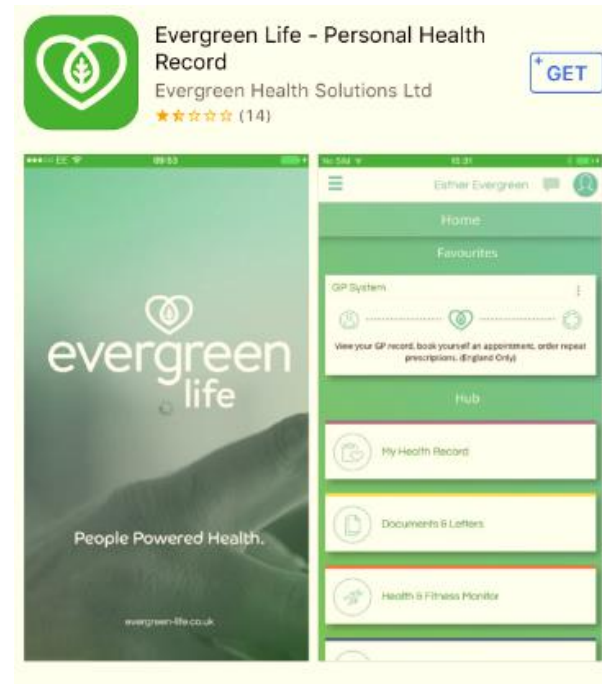 Evergreen Life - Personal Health
Record
Evergreen Health Solutions Ltd
(14)
+ GET
EE 09:53
evergreen
life
People Powered Health.
evergreen-life.co.uk
No SIM 15:31
Esther Evergreen
Home
Favourites
GP System
View your GP record, book yourself an appointment, order repeat
prescriptions. (England Only)
Hub
My Health Record
Documents & Letters
Health & Fitness Monitor